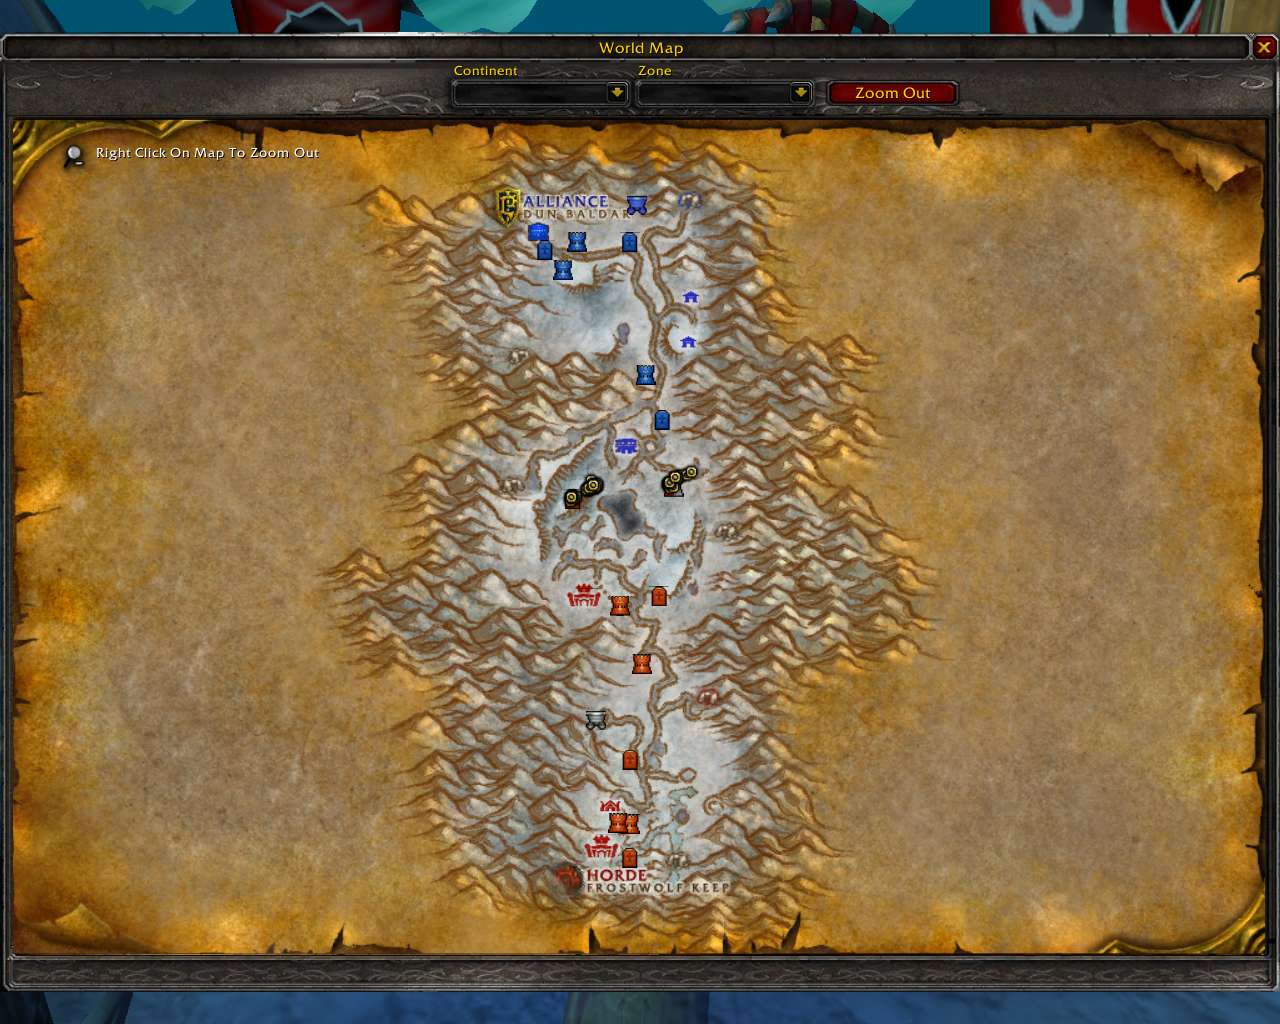 World Map
Continent
Zone
Zoom Out
Right Click On Map To Zoom Out
ALLIANCE
DUN BALDAR
HORDE
FROSTWOLF KEEP